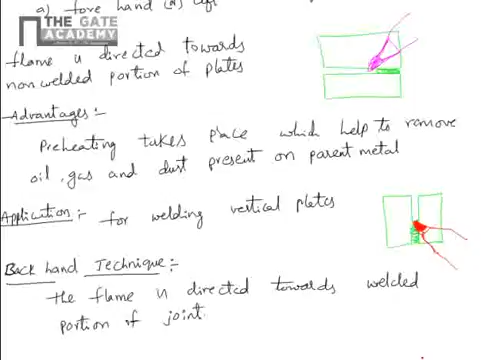 a) fore hand (or) left
THE GATE
ACADEMY
flame is directed towards
nonwelded portion of plates
Advantages :-
Preheating takes place which help to remove
oil, gas and dust present on parent metal
Application :- for welding vertical plates
Back hand Technique :-
the flame is directed towards welded
portion of joint.